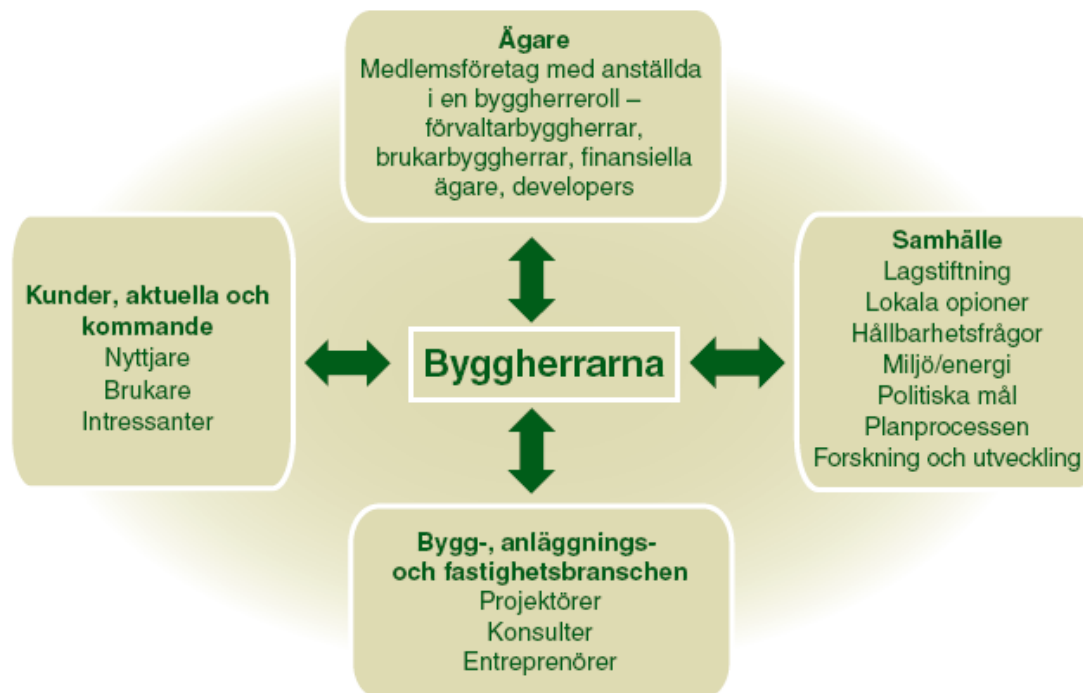 Ägare
Medlemsföretag med anställda
i en byggherreroll –
förvaltarbyggherrar,
brukarbyggherrar, finansiella
ägare, developers
Kunder, aktuella och
kommande
Nyttjare
Brukare
Intressanter
Byggherrarna
Samhälle
Lagstiftning
Lokala opioner
Hållbarhetsfrågor
Miljö/energi
Politiska mål
Planprocessen
Forskning och utveckling
Bygg-, anläggnings-
och fastighetsbranschen
Projektörer
Konsulter
Entreprenörer